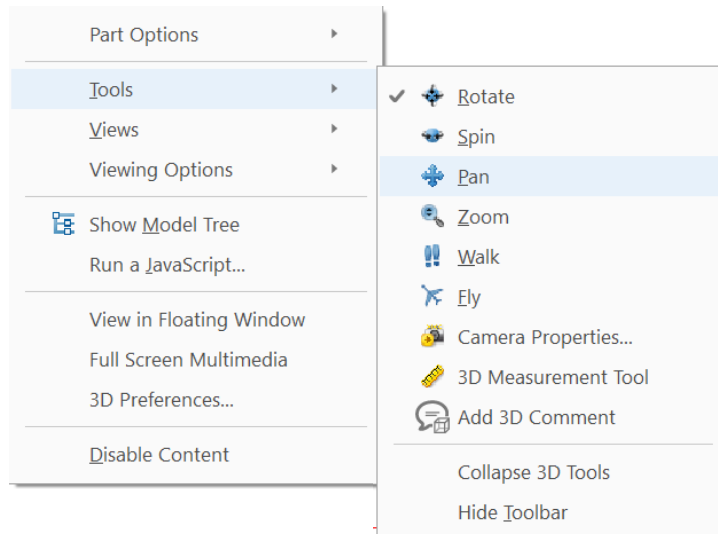 Part Options
Tools
Views
Viewing Options
Show Model Tree
Run a JavaScript...
View in Floating Window
Full Screen Multimedia
3D Preferences...
Disable Content
Rotate
Spin
Pan
Zoom
Walk
Fly
Camera Properties...
3D Measurement Tool
Add 3D Comment
Collapse 3D Tools
Hide Toolbar